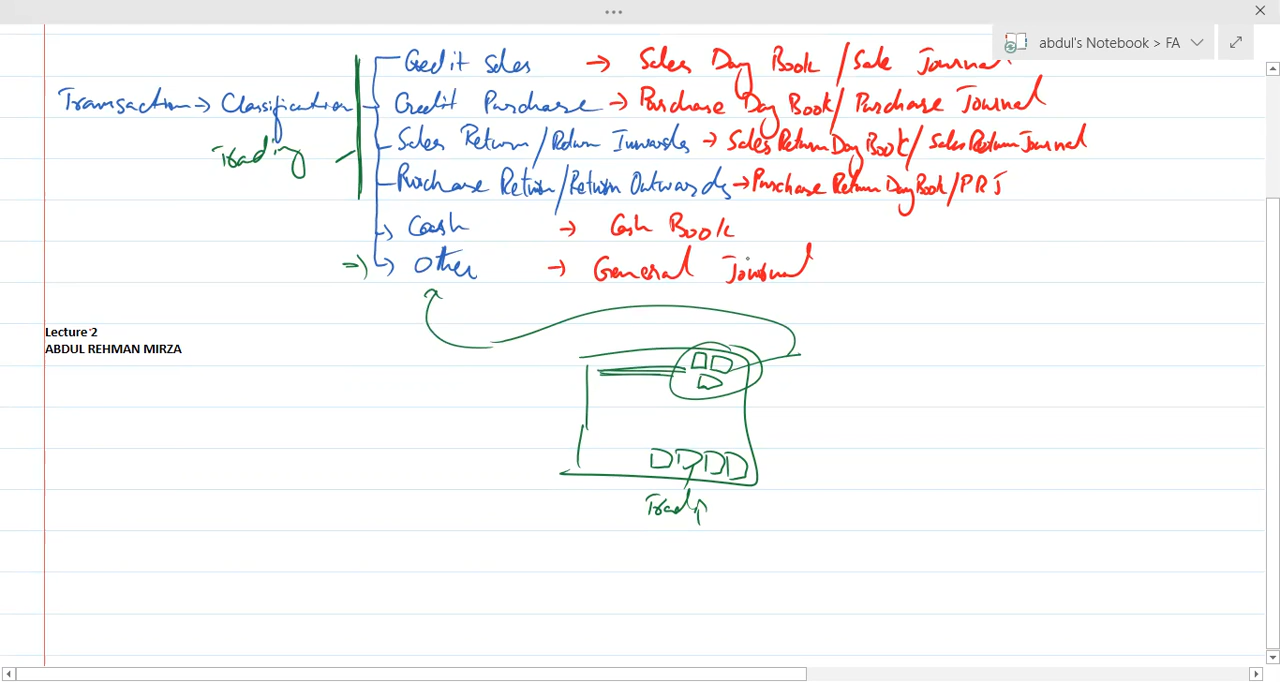 abdul's Notebook > FA
Credit Sales → Sales Day Book / Sale Journal
Transaction → Classification Credit Purchase → Purchase Day Book / Purchase Journal
Trading Sales Return / Return Inwards → Sales Return Day Book / Sales Return Journal
Purchase Return / Return Outwards → Purchase Return Day Book / PRJ
→ Cash → Cash Book
⇒ → Other → General Journal
Lecture 2
ABDUL REHMAN MIRZA